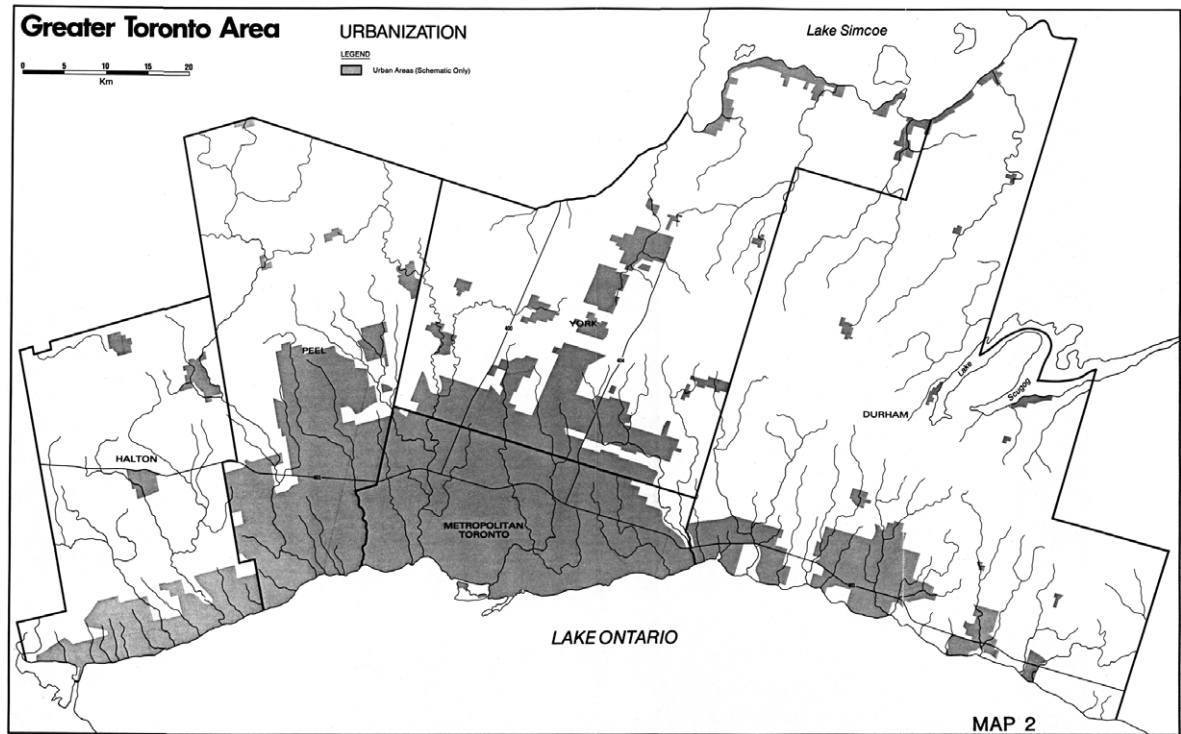 Greater Toronto Area
URBANIZATION
LEGEND
Urban Areas (Schematic Only)
0 5 10 15 20
Km
Lake Simcoe
400
YORK
404
PEEL
Lake
Scugog
DURHAM
HALTON
METROPOLITAN
TORONTO
LAKE ONTARIO
MAP 2